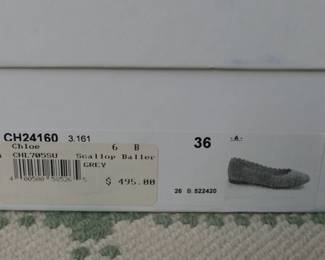 CH24160 3.161
Chloe 6 B
CHL705SU Scallop Baller
GREY
$ 495.00
36
26 B: 522420